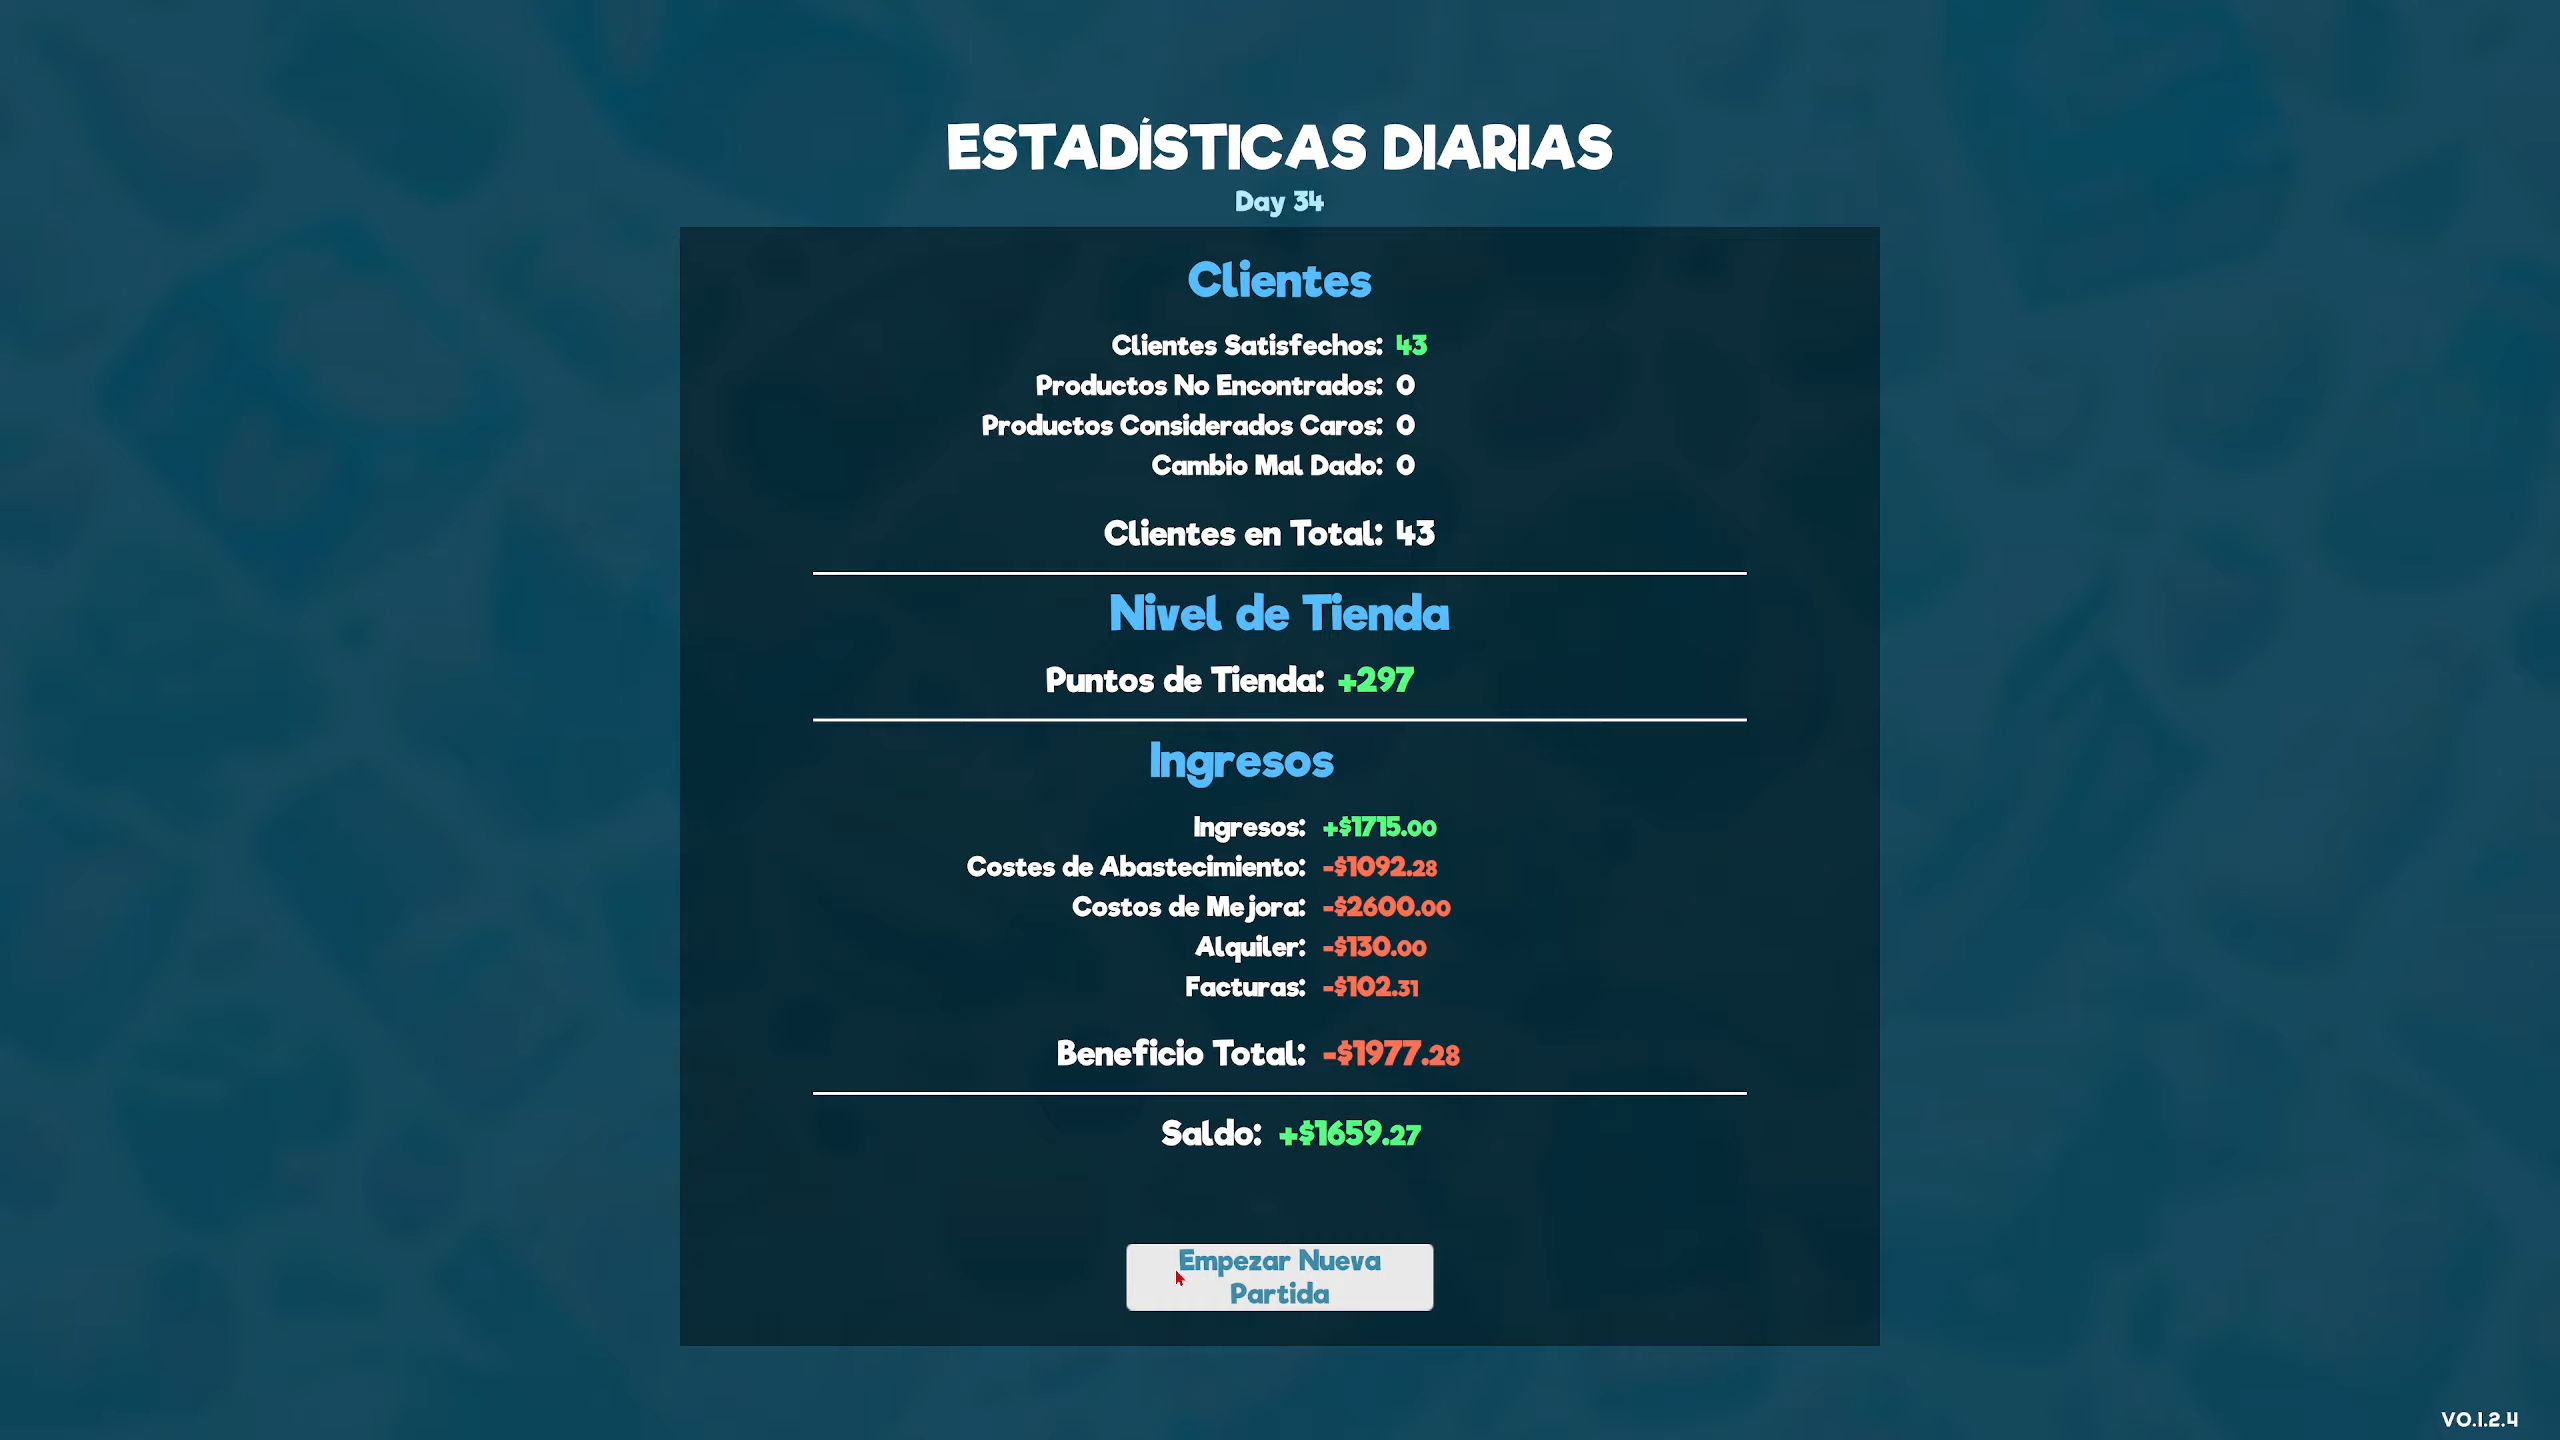 ESTADÍSTICAS DIARIAS
Day 34
Clientes
Clientes Satisfechos: 43
Productos No Encontrados: 0
Productos Considerados Caros: 0
Cambio Mal Dado: 0
Clientes en Total: 43
Nivel de Tienda
Puntos de Tienda: +297
Ingresos
Ingresos: +$1715.00
Costes de Abastecimiento: -$1092.28
Costos de Mejora: -$2600.00
Alquiler: -$130.00
Facturas: -$102.31
Beneficio Total: -$1977.28
Saldo: +$1659.27
Empezar Nueva
Partida
V0.1.2.4